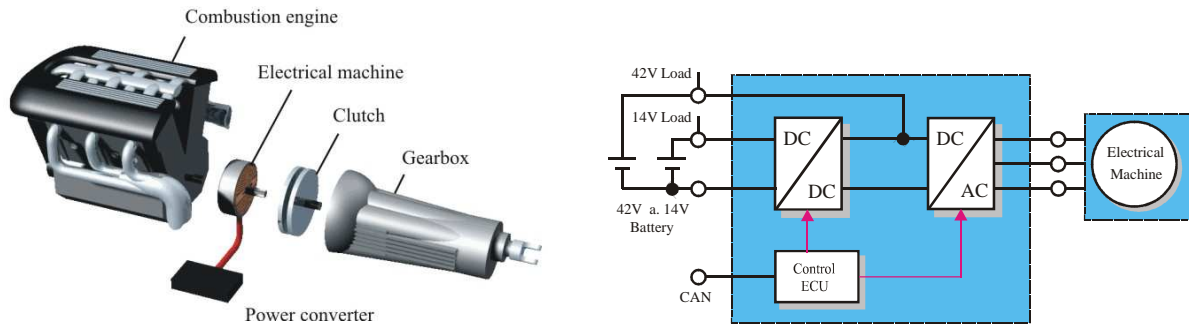 Combustion engine
Electrical machine
Clutch
Gearbox
Power converter
42V Load
14V Load
42V a. 14V
Battery
CAN
DC
DC
DC
AC
Control
ECU
Electrical
Machine